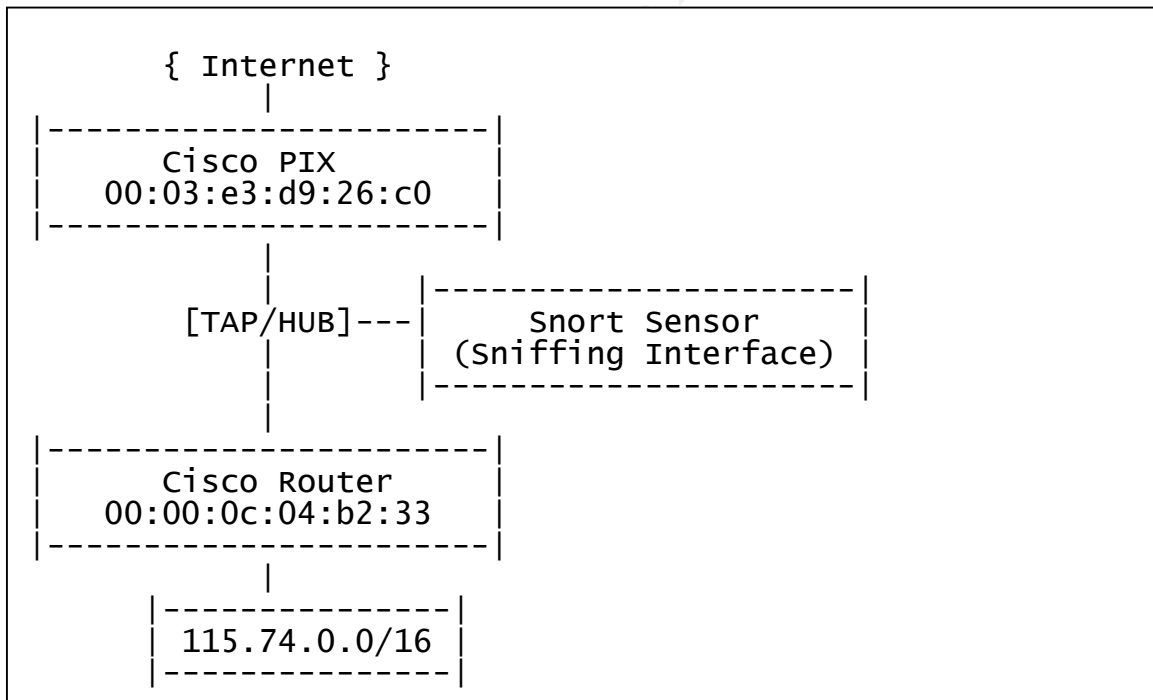 { Internet }
|
|-----------------------|
| Cisco PIX |
| 00:03:e3:d9:26:c0 |
|-----------------------|
|
| |----------------------|
[TAP/HUB]---| Snort Sensor |
| | (Sniffing Interface) |
| |----------------------|
|
|-----------------------|
| Cisco Router |
| 00:00:0c:04:b2:33 |
|-----------------------|
|
|---------------|
| 115.74.0.0/16 |
|---------------|